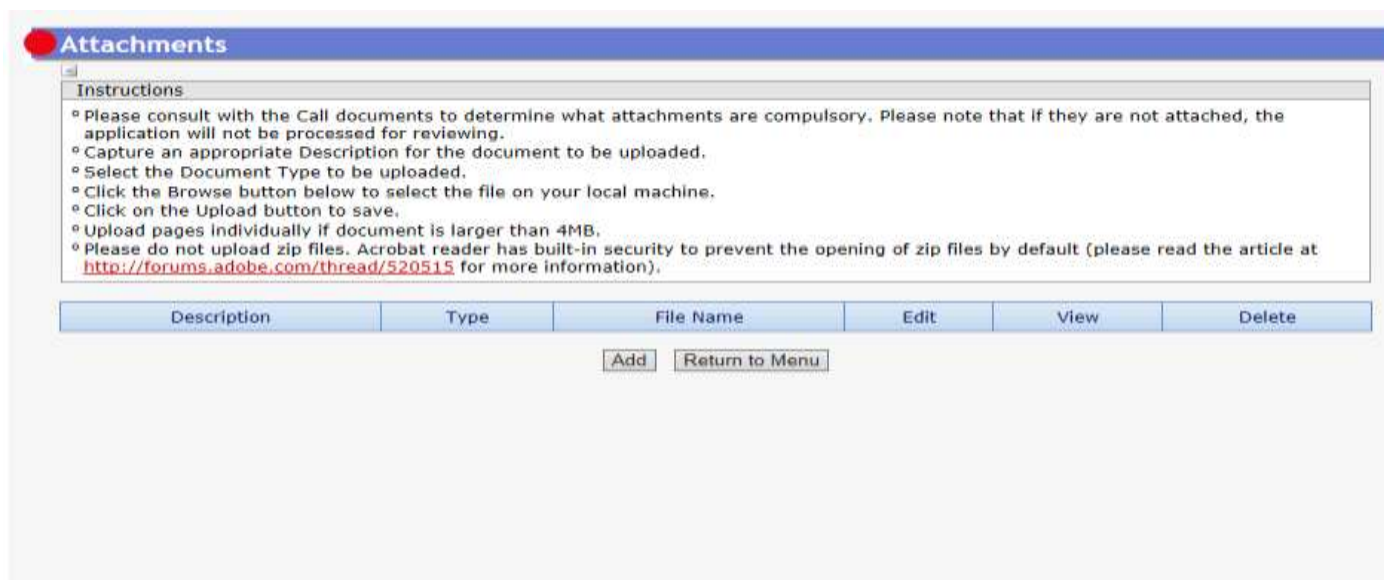 Attachments
Instructions
º Please consult with the Call documents to determine what attachments are compulsory. Please note that if they are not attached, the
application will not be processed for reviewing.
º Capture an appropriate Description for the document to be uploaded.
º Select the Document Type to be uploaded.
º Click the Browse button below to select the file on your local machine.
º Click on the Upload button to save.
º Upload pages individually if document is larger than 4MB.
º Please do not upload zip files. Acrobat reader has built-in security to prevent the opening of zip files by default (please read the article at
http://forums.adobe.com/thread/520515 for more information).
Description Type File Name Edit View Delete
Add Return to Menu